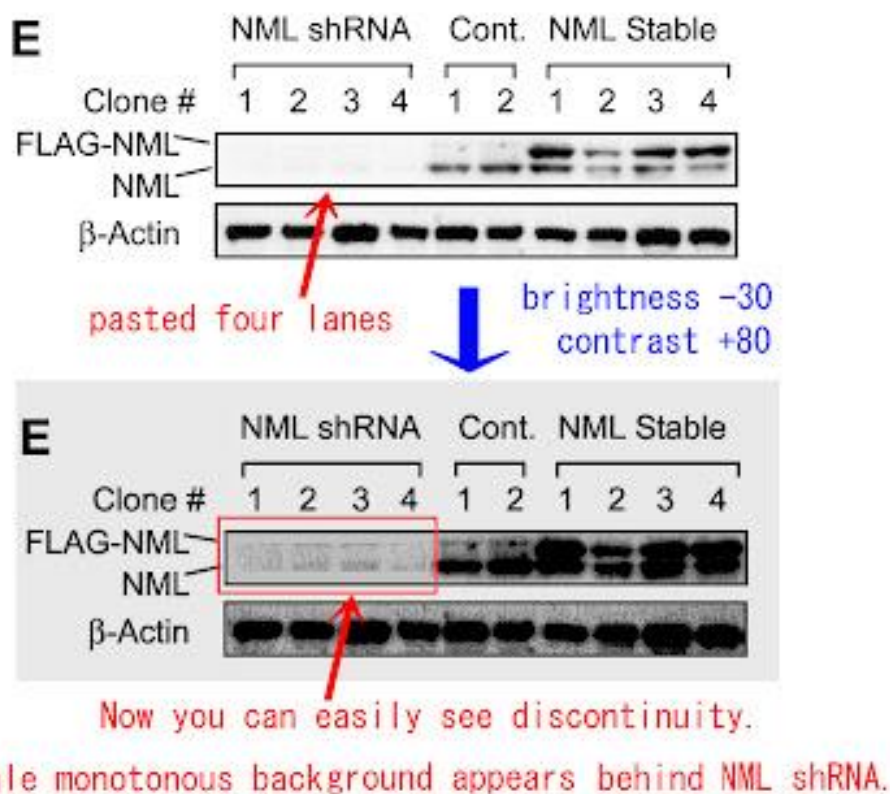 E
NML shRNA Cont. NML Stable
Clone # 1 2 3 4 1 2 1 2 3 4
FLAG-NML
NML
β-Actin
pasted four lanes
brightness -30
contrast +80
E
NML shRNA Cont. NML Stable
Clone # 1 2 3 4 1 2 1 2 3 4
FLAG-NML
NML
β-Actin
Now you can easily see discontinuity.
monotonous background appears behind NML shRNA.